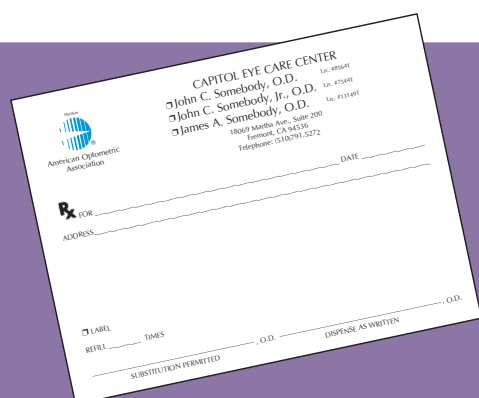 CAPITOL EYE CARE CENTER
❒ John C. Somebody, O.D. Lic. #8564T
❒ John C. Somebody, Jr., O.D. Lic. #7544T
❒ James A. Somebody, O.D. Lic. #13149T
18069 Martha Ave., Suite 200
Fremont, CA 94536
Telephone: (510)791.5272
Member
®
American Optometric
Association
Rx FOR DATE
ADDRESS
❒ LABEL
REFILL TIMES
, O.D. , O.D.
SUBSTITUTION PERMITTED DISPENSE AS WRITTEN